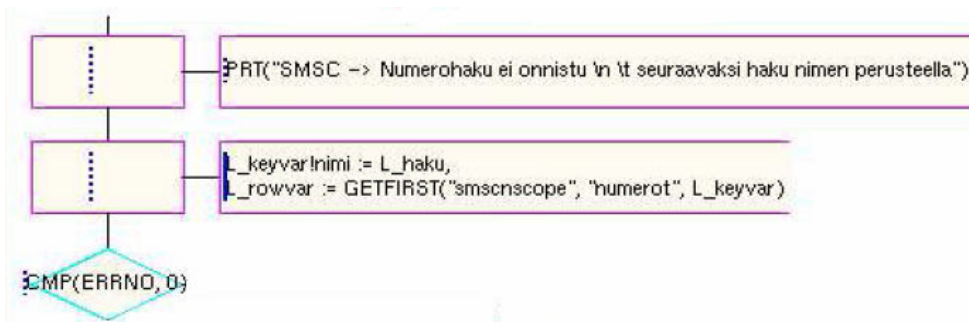 PRT("SMSC -> Numerohaku ei onnistu \n \t seuraavaksi haku nimen perusteella")
L_keyvar!nimi := L_haku,
L_rowvar := GETFIRST("smscnscope", "numerot", L_keyvar)
CMP(ERRNO, 0)